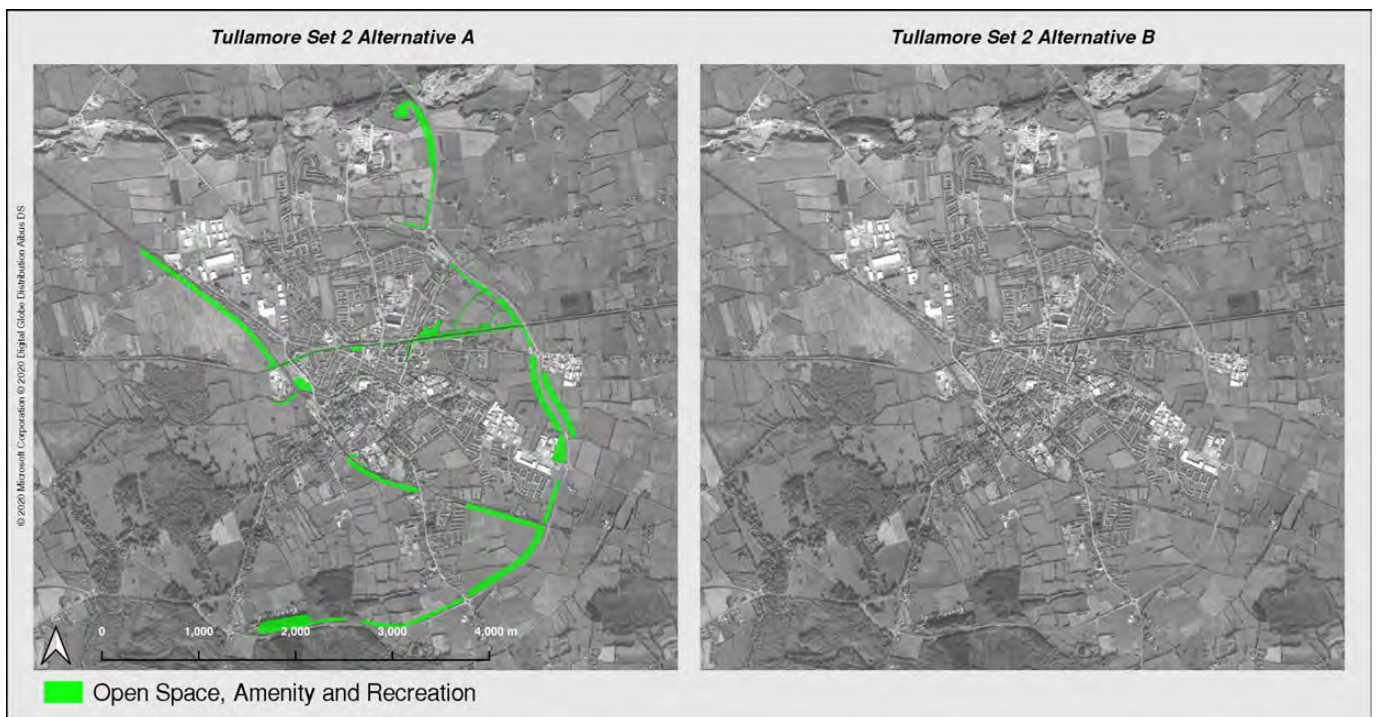 Tullamore Set 2 Alternative A
Tullamore Set 2 Alternative B
© 2020 Microsoft Corporation © 2020 Digital Globe Distribution Aibus DS
0 1,000 2,000 3,000 4,000 m
Open Space, Amenity and Recreation